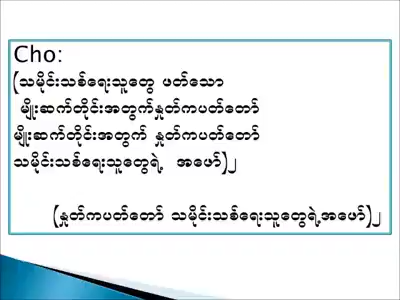 Cho:
(သမိုင်းသစ်ရေးသူတွေ ဖတ်သော
မျိုးဆက်တိုင်းအတွက်နှုတ်ကပတ်တော်
မျိုးဆက်တိုင်းအတွက် နှုတ်ကပတ်တော်
သမိုင်းသစ်ရေးသူတွေရဲ့ အဖော်)၂
(နှုတ်ကပတ်တော် သမိုင်းသစ်ရေးသူတွေရဲ့အဖော်)၂